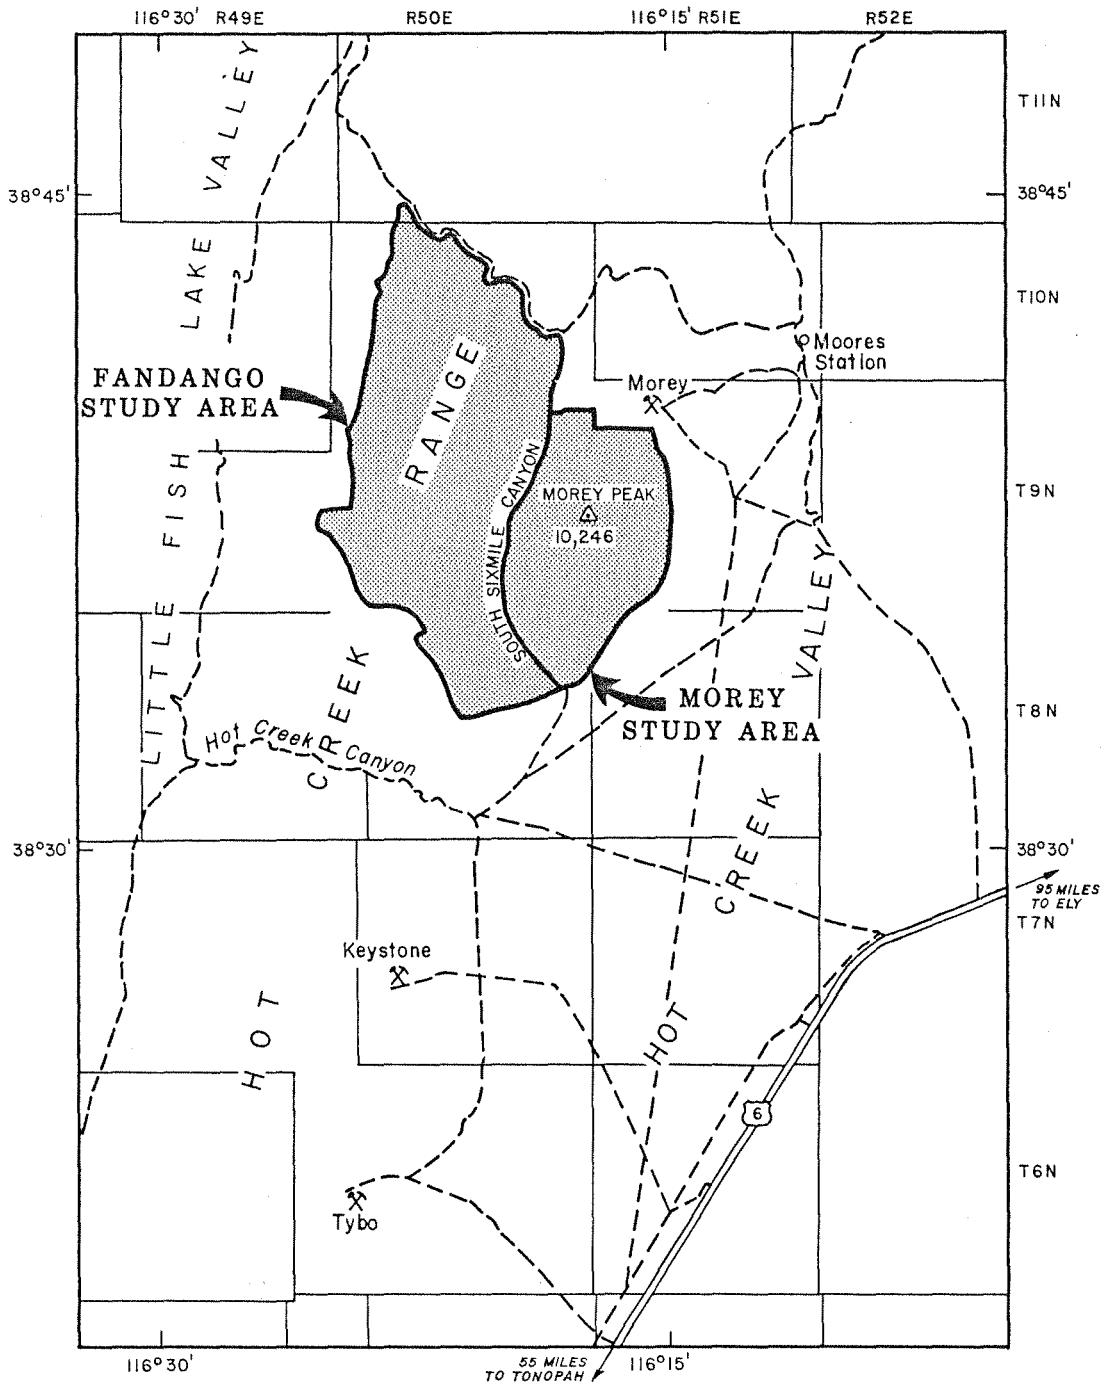 116°30' R49E R50E 116°15' R51E R52E
T11N
38°45' 38°45'
LITTLE FISH LAKE VALLEY
T10N
Moores
Station
FANDANGO
STUDY AREA
Morey
HOT CREEK RANGE
SOUTH SIXMILE CANYON
MOREY PEAK
10,246
T9N
MOREY
STUDY AREA
T8N
Hot Creek Canyon
HOT CREEK VALLEY
38°30' 38°30'
95 MILES
TO ELY
T7N
Keystone
6
T6N
Tybo
116°30' 116°15'
55 MILES
TO TONOPAH